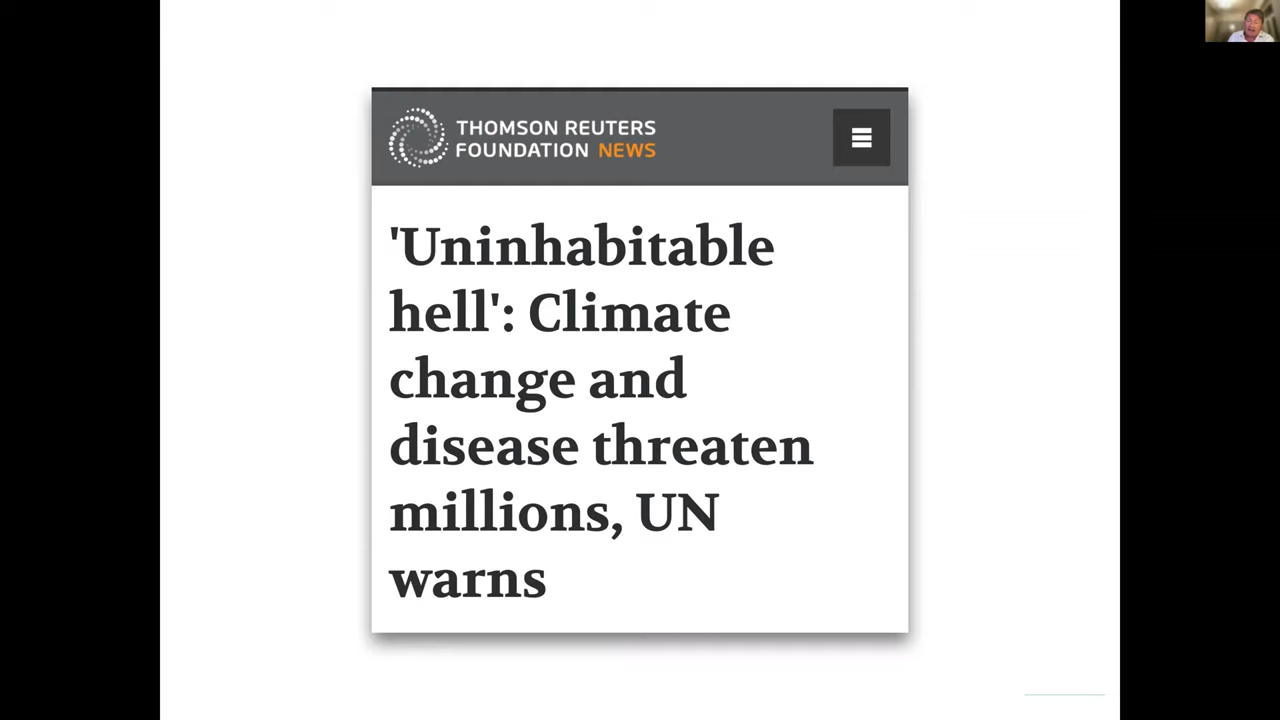 THOMSON REUTERS
FOUNDATION NEWS
'Uninhabitable
hell': Climate
change and
disease threaten
millions, UN
warns